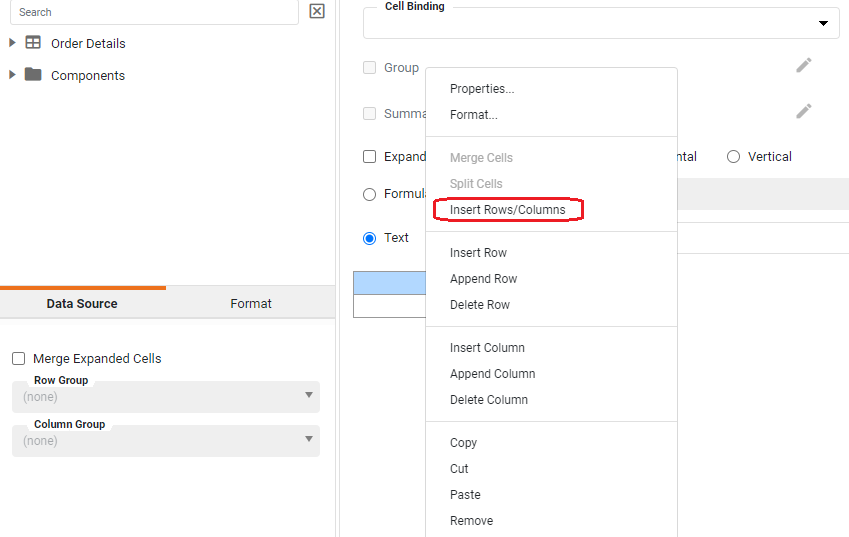 Search
Order Details
Components
Data Source
Format
Merge Expanded Cells
Row Group
(none)
Column Group
(none)
Cell Binding
Group
Summa
Expand
ntal
Vertical
Formula
Text
Properties...
Format...
Merge Cells
Split Cells
Insert Rows/Columns
Insert Row
Append Row
Delete Row
Insert Column
Append Column
Delete Column
Copy
Cut
Paste
Remove